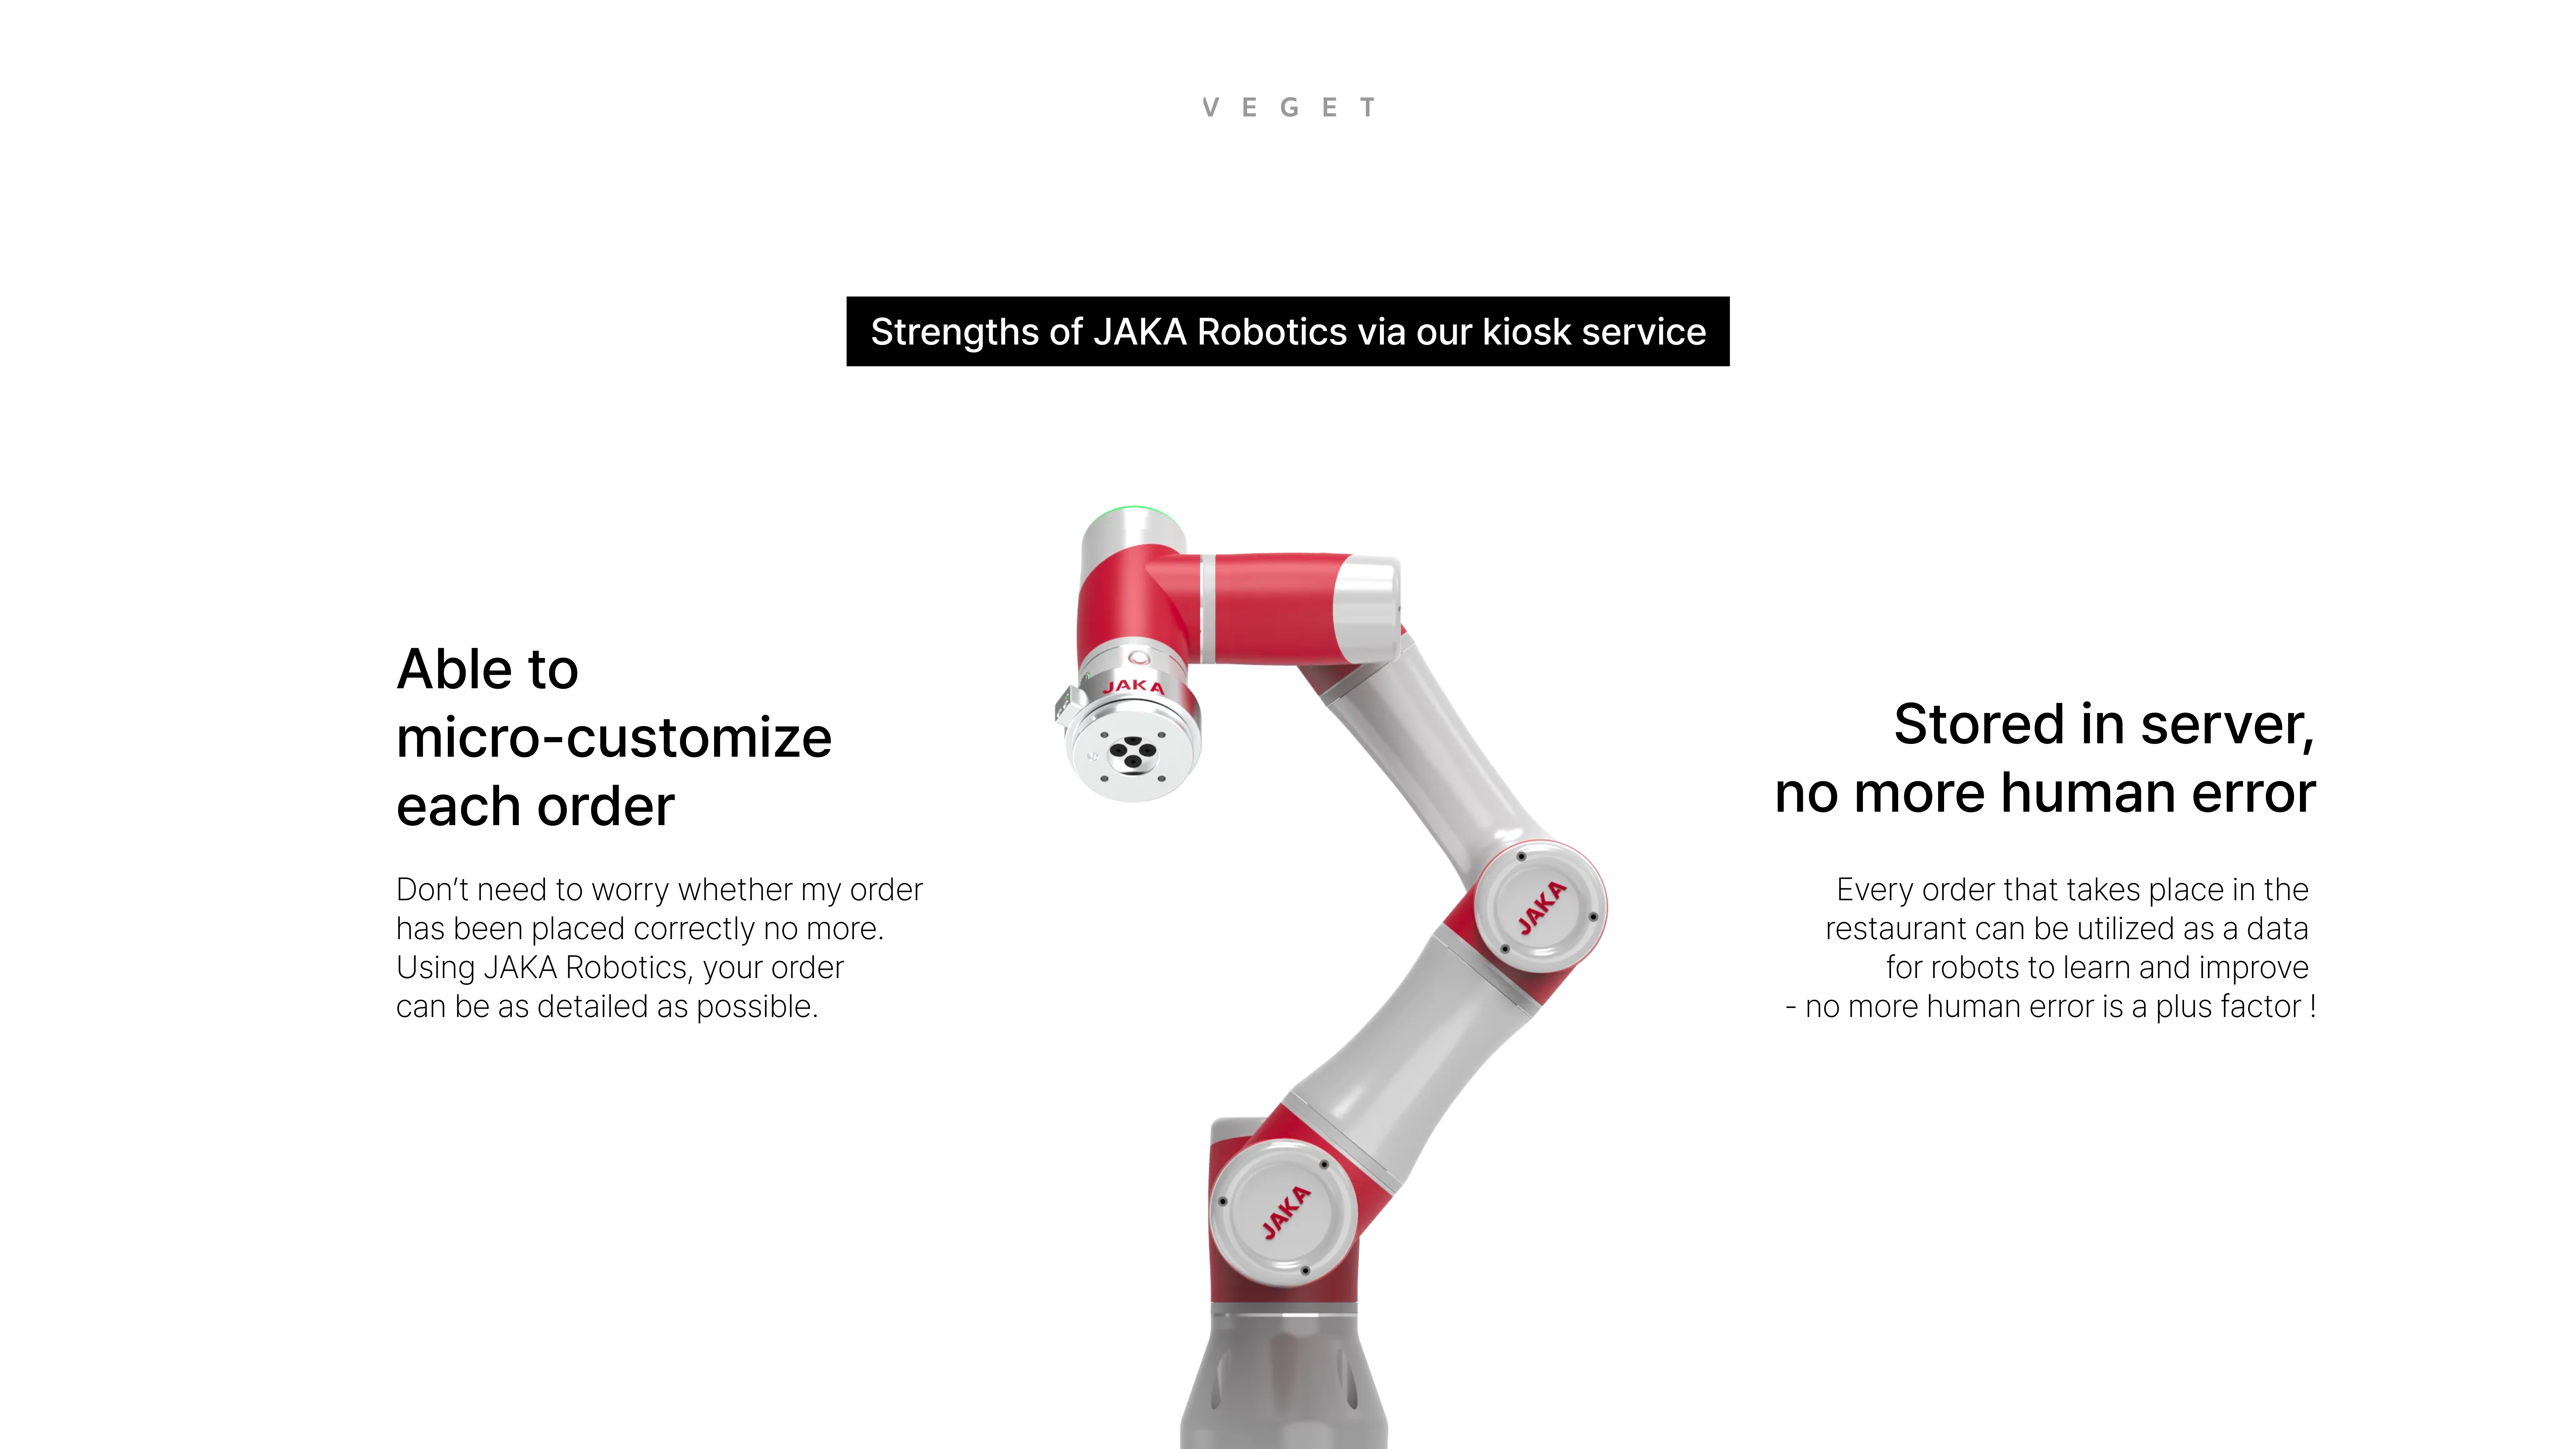 VEGET
Strengths of JAKA Robotics via our kiosk service
Able to
micro-customize
each order
Don’t need to worry whether my order
has been placed correctly no more.
Using JAKA Robotics, your order
can be as detailed as possible.
JAKA
JAKA
JAKA
Stored in server,
no more human error
Every order that takes place in the
restaurant can be utilized as a data
for robots to learn and improve
- no more human error is a plus factor !